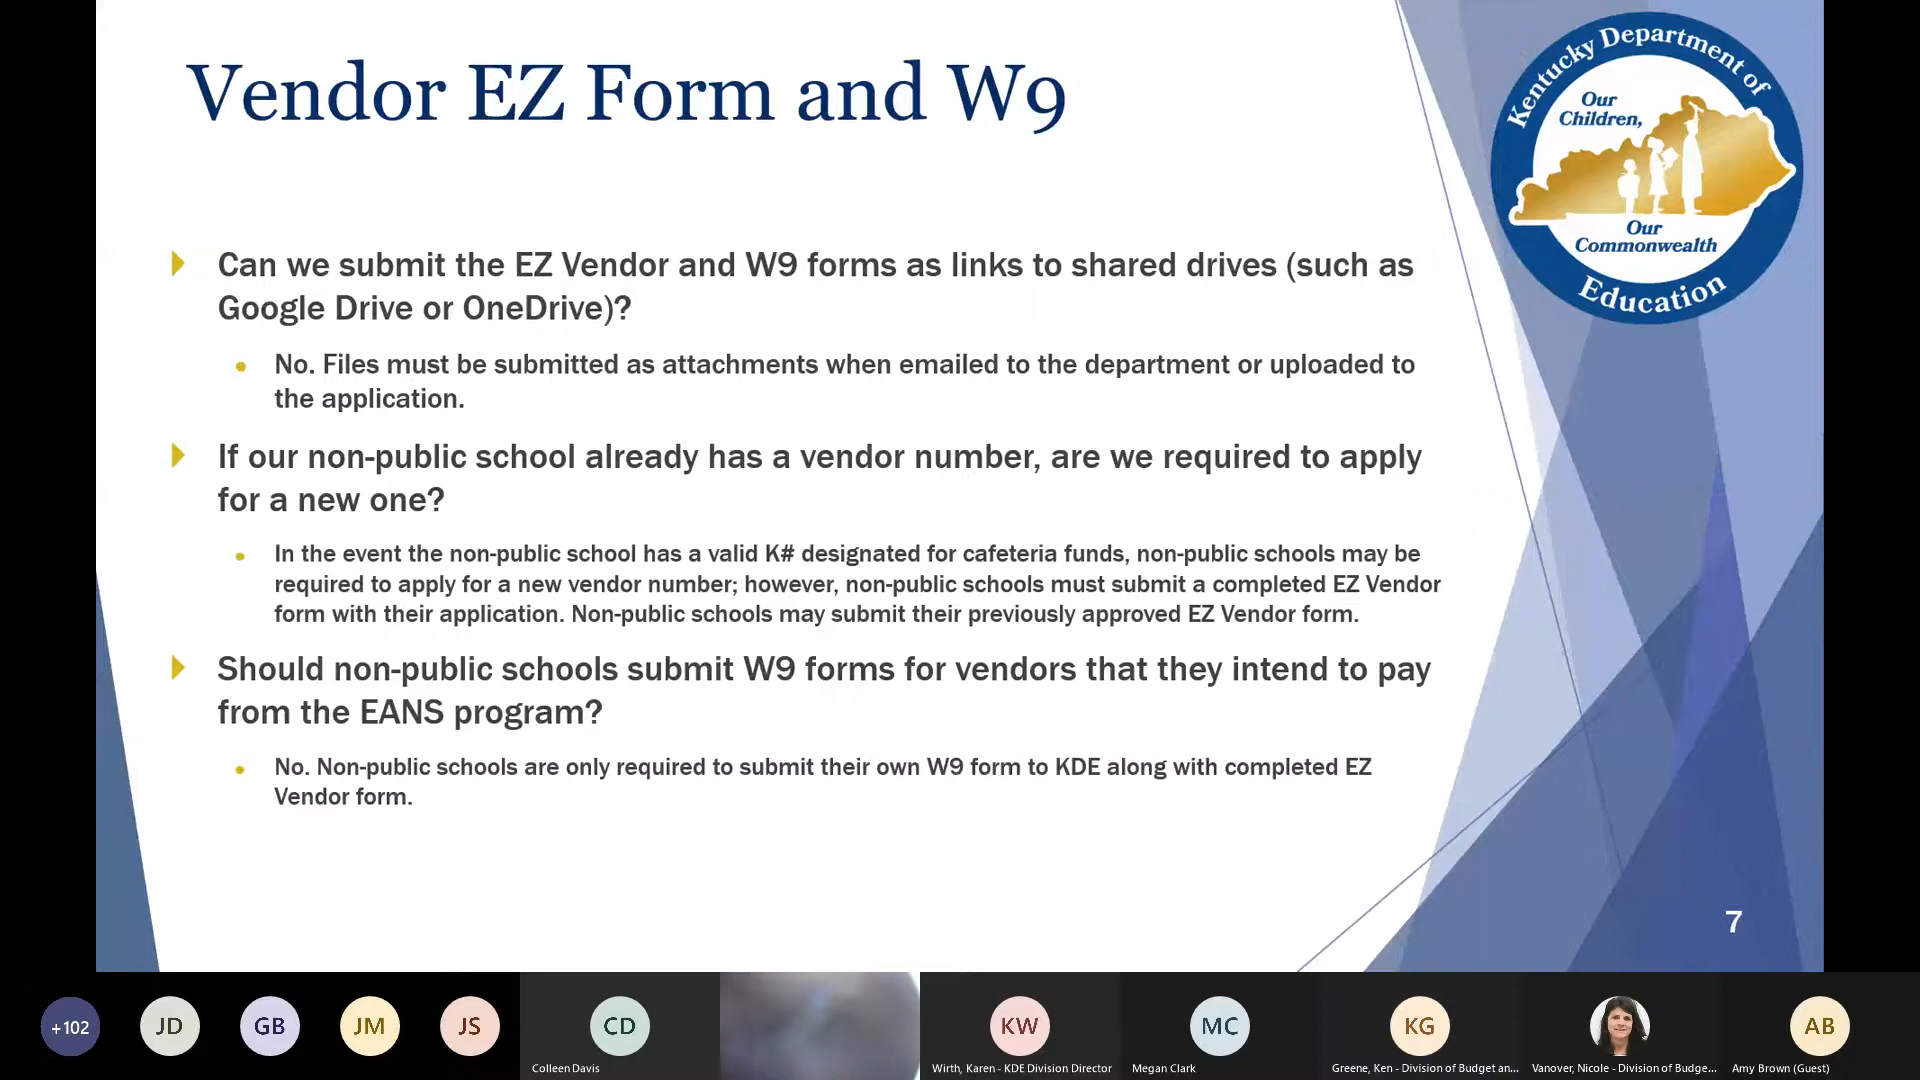 Vendor EZ Form and W9
Kentucky Department of
Our
Children,
Our
Commonwealth
Education
Can we submit the EZ Vendor and W9 forms as links to shared drives (such as
Google Drive or OneDrive)?
No. Files must be submitted as attachments when emailed to the department or uploaded to
the application.
If our non-public school already has a vendor number, are we required to apply
for a new one?
In the event the non-public school has a valid K# designated for cafeteria funds, non-public schools may be
required to apply for a new vendor number; however, non-public schools must submit a completed EZ Vendor
form with their application. Non-public schools may submit their previously approved EZ Vendor form.
Should non-public schools submit W9 forms for vendors that they intend to pay
from the EANS program?
No. Non-public schools are only required to submit their own W9 form to KDE along with completed EZ
Vendor form.
7
+102
JD
GB
JM
JS
CD
KW
MC
KG
AB
Colleen Davis
Wirth, Karen - KDE Division Director
Megan Clark
Greene, Ken - Division of Budget an...
Vanover, Nicole - Division of Budge...
Amy Brown (Guest)